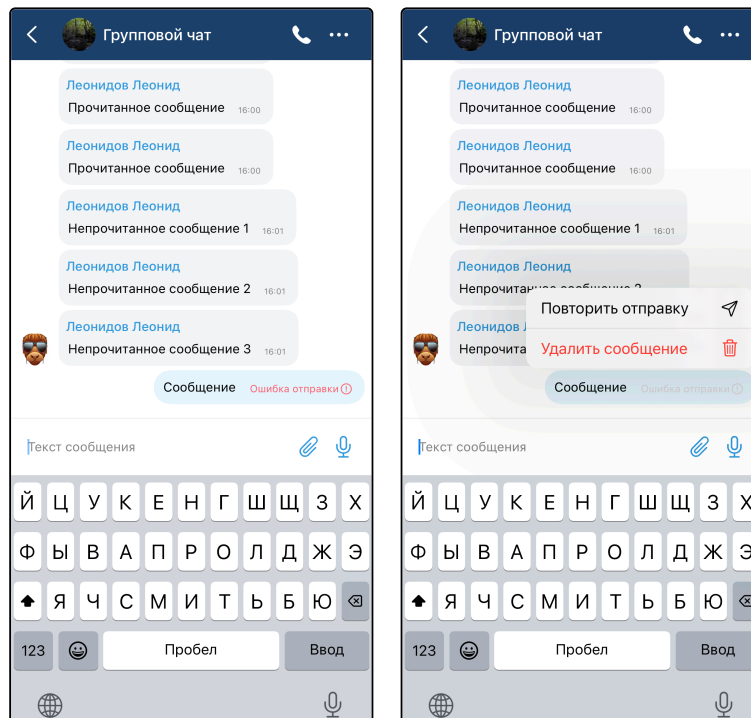 Групповой чат
Леонидов Леонид
Прочитанное сообщение 16:00
Леонидов Леонид
Прочитанное сообщение 16:00
Леонидов Леонид
Непрочитанное сообщение 1 16:01
Леонидов Леонид
Непрочитанное сообщение 2 16:01
Леонидов Леонид
Непрочитанное сообщение 3 16:01
Сообщение Ошибка отправки
Текст сообщения
Й Ц У К Е Н Г Ш Щ З Х
Ф Ы В А П Р О Л Д Ж Э
Я Ч С М И Т Ь Б Ю
123 Пробел Ввод
Групповой чат
Леонидов Леонид
Прочитанное сообщение 16:00
Леонидов Леонид
Прочитанное сообщение 16:00
Леонидов Леонид
Непрочитанное сообщение 1 16:01
Леонидов Леонид
Непрочитанное сообщение 2
Повторить отправку
Леонидов
Непрочита
Удалить сообщение
Сообщение Ошибка отправки
Текст сообщения
Й Ц У К Е Н Г Ш Щ З Х
Ф Ы В А П Р О Л Д Ж Э
Я Ч С М И Т Ь Б Ю
123 Пробел Ввод